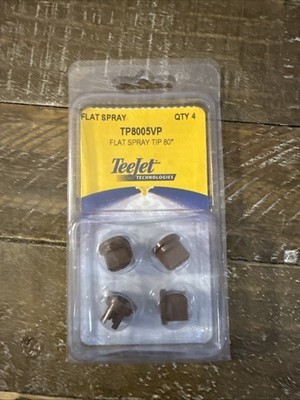 FLAT SPRAY QTY 4
TP8005VP
FLAT SPRAY TIP 80°
TeeJet
TECHNOLOGIES